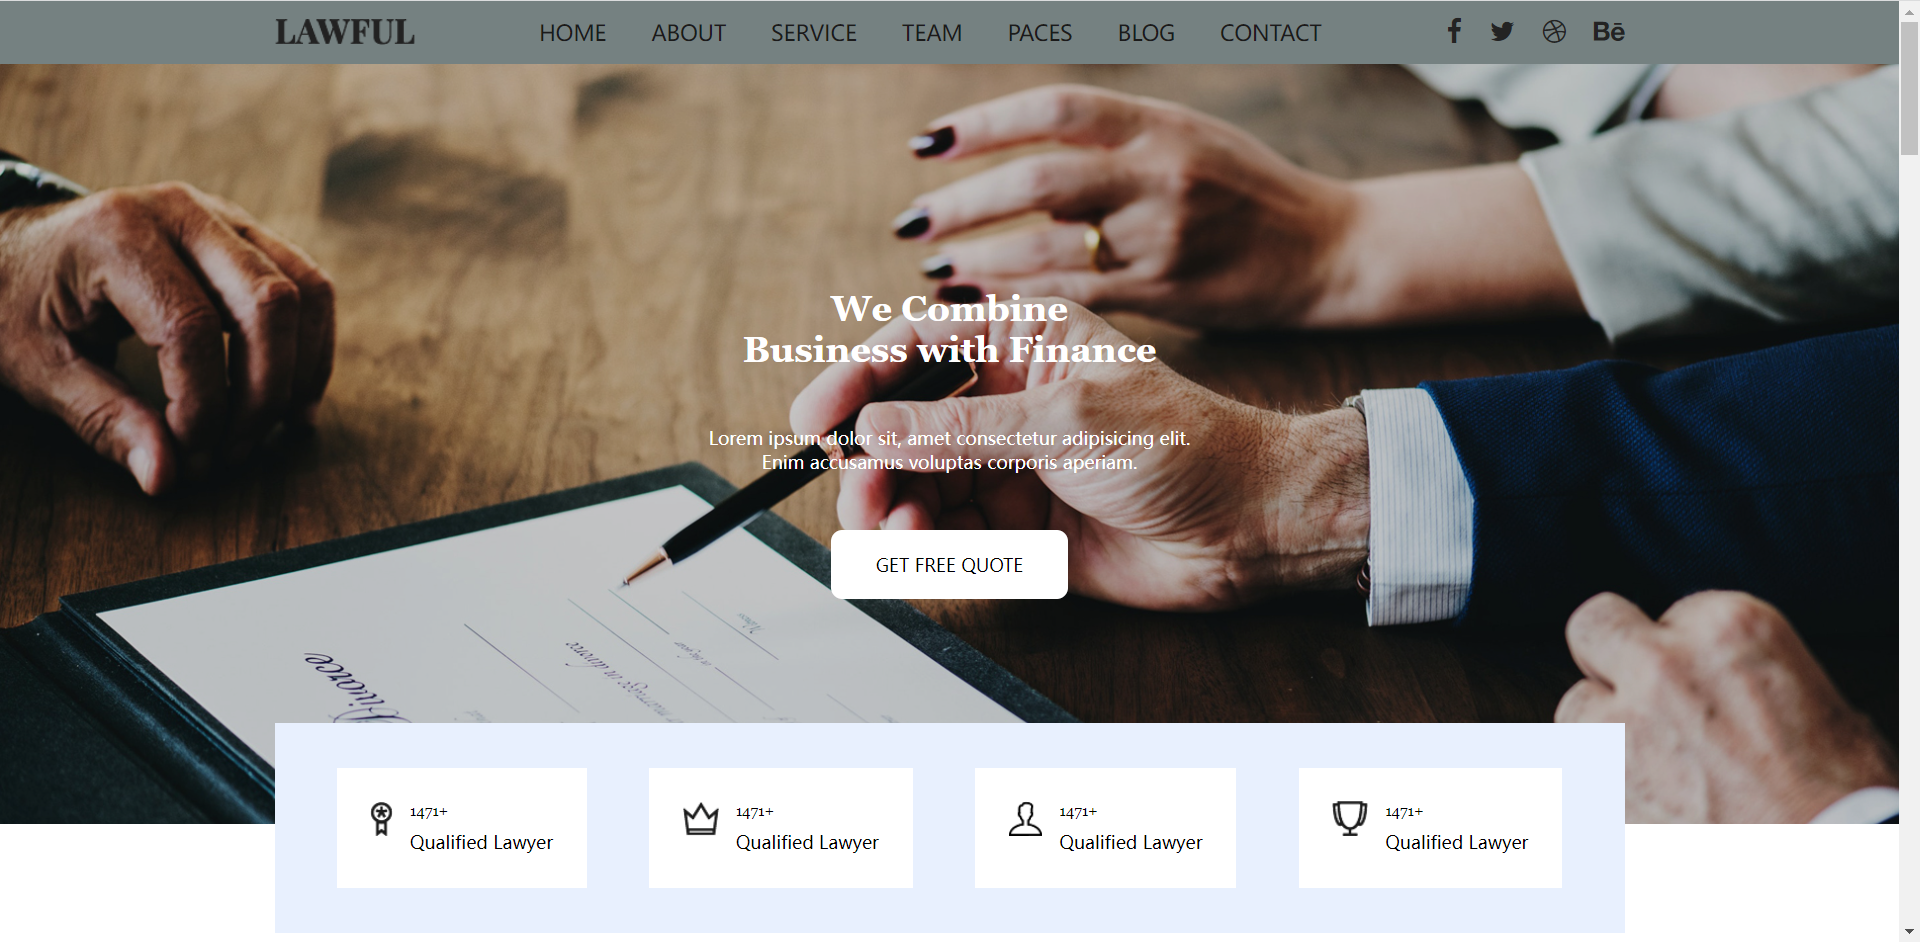 LAWFUL HOME ABOUT SERVICE TEAM PACES BLOG CONTACT Bē
We Combine
Business with Finance
Lorem ipsum dolor sit, amet consectetur adipisicing elit.
Enim accusamus voluptas corporis aperiam.
GET FREE QUOTE
1471+
Qualified Lawyer
1471+
Qualified Lawyer
1471+
Qualified Lawyer
1471+
Qualified Lawyer